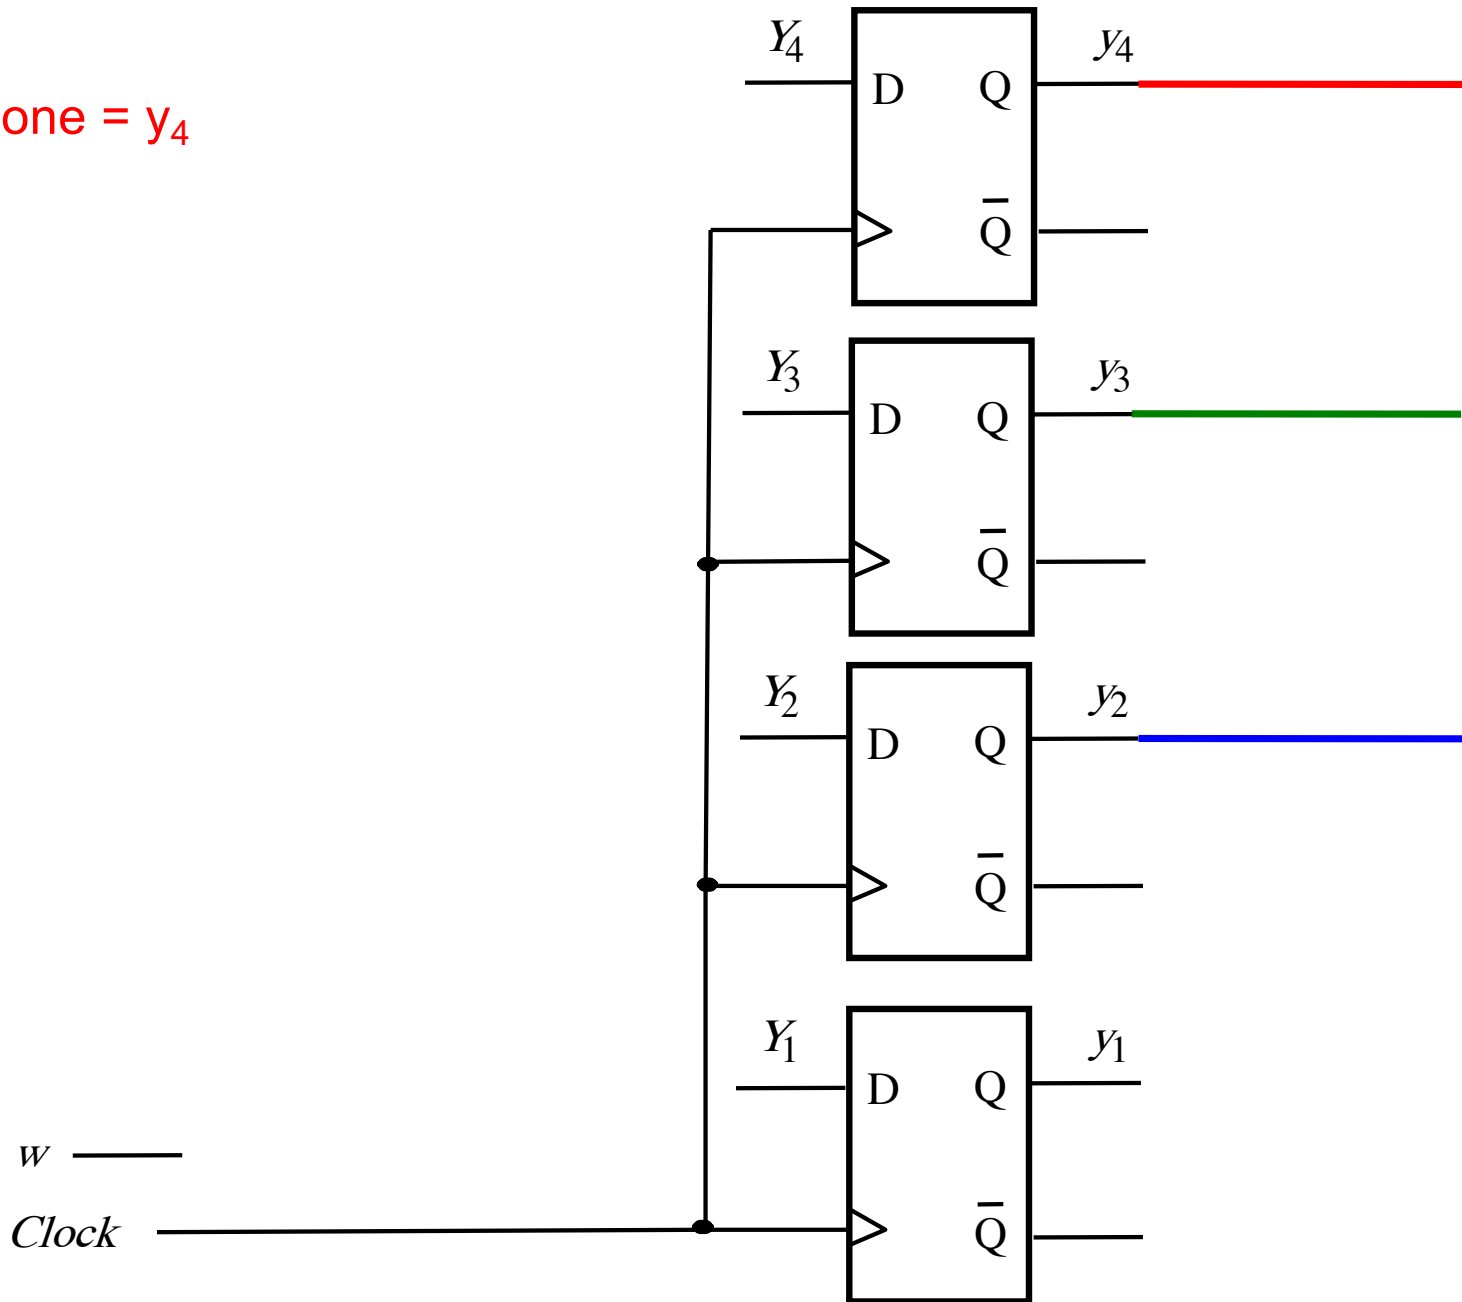 Y4 y4
D Q
one = y4
Q̅
Y3 y3
D Q
Q̅
Y2 y2
D Q
Q̅
Y1 y1
D Q
w
Clock Q̅